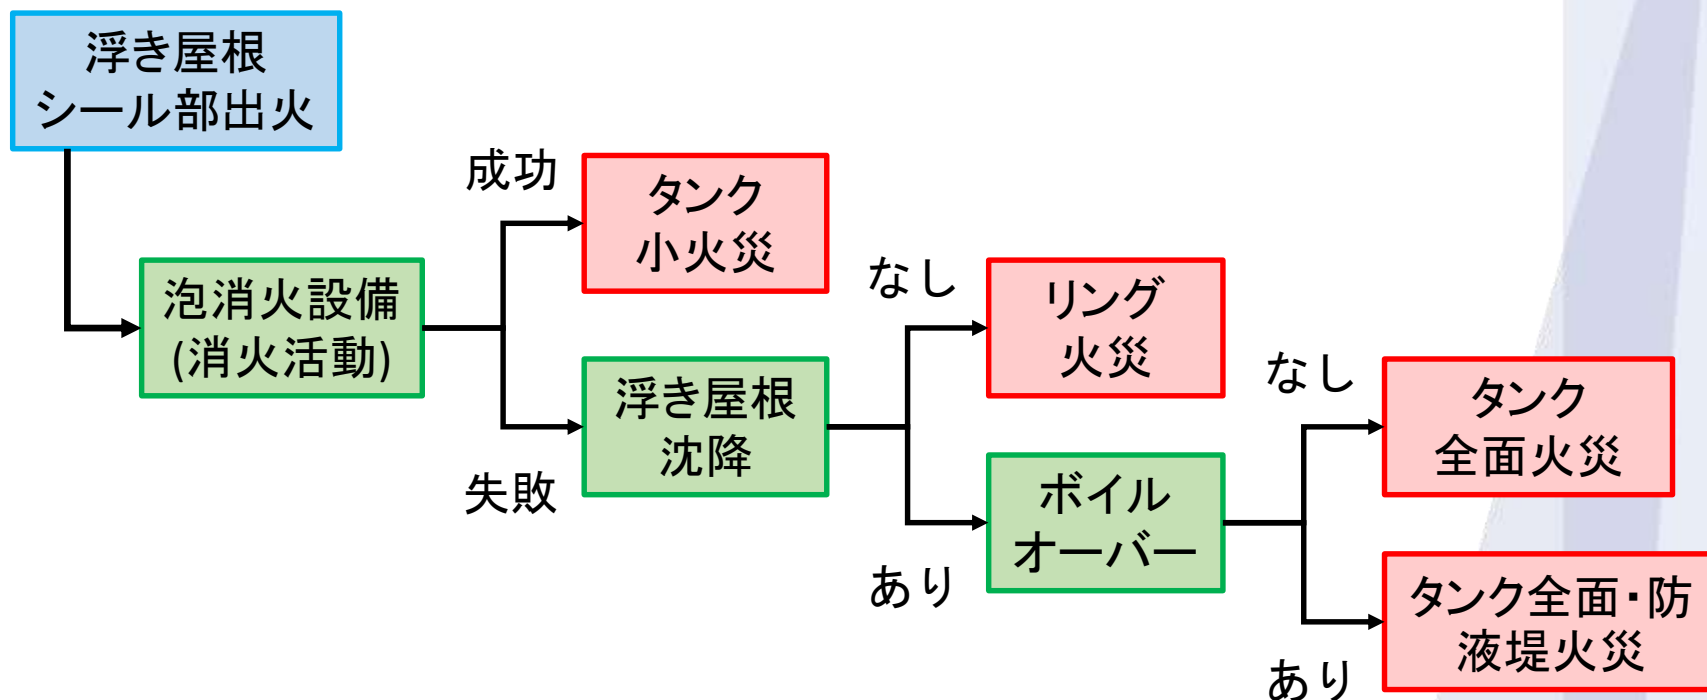 浮き屋根
シール部出火
泡消火設備
(消火活動)
成功
タンク
小火災
失敗
浮き屋根
沈降
なし
リング
火災
あり
ボイル
オーバー
なし
タンク
全面火災
あり
タンク全面・防
液堤火災